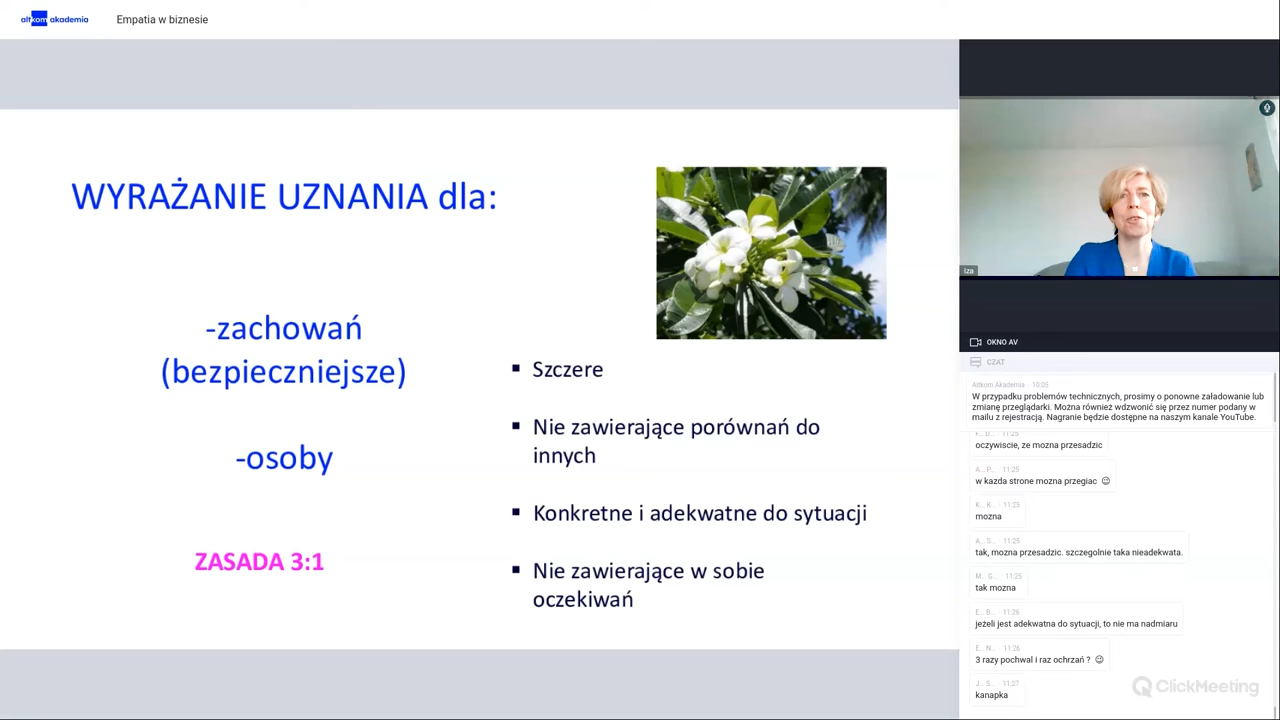 altkom akademia
Empatia w biznesie
WYRAŻANIE UZNANIA dla:
-zachowań
(bezpieczniejsze)
-osoby
ZASADA 3:1
▪ Szczere
▪ Nie zawierające porównań do
innych
▪ Konkretne i adekwatne do sytuacji
▪ Nie zawierające w sobie
oczekiwań
Iza
OKNO AV
CZAT
Altkom Akademia · 10:05
W przypadku problemów technicznych, prosimy o ponowne załadowanie lub
zmianę przeglądarki. Można również wdzwonić się przez numer podany w
mailu z rejestracją. Nagranie będzie dostępne na naszym kanale YouTube.
11:25
oczywiscie, ze mozna przesadzic
A... P... · 11:25
w kazda strone mozna przegiac 😉
K... K... · 11:25
mozna
A... S... · 11:25
tak, mozna przesadzic. szczegolnie taka nieadekwata.
M... G... · 11:25
tak mozna
E... B... · 11:26
jeżeli jest adekwatna do sytuacji, to nie ma nadmiaru
E... N... · 11:26
3 razy pochwal i raz ochrzań ? 😉
J... S... · 11:27
kanapka
ClickMeeting